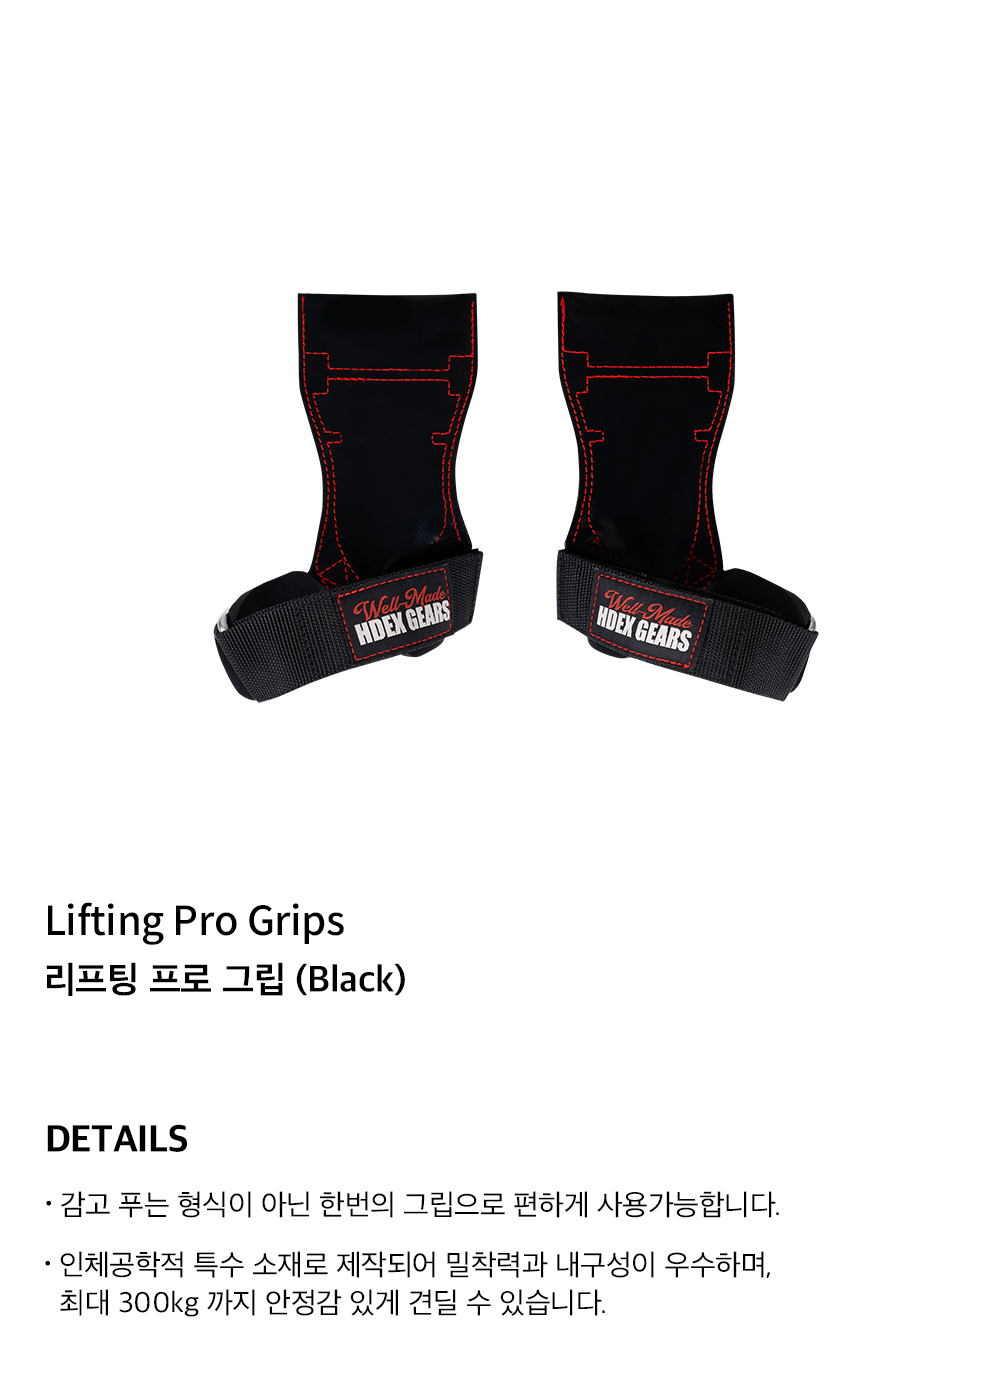 Well-Made
HDEX GEARS
Well-Made
HDEX GEARS
Lifting Pro Grips
리프팅 프로 그립 (Black)
DETAILS
· 감고 푸는 형식이 아닌 한번의 그립으로 편하게 사용가능합니다.
· 인체공학적 특수 소재로 제작되어 밀착력과 내구성이 우수하며,
최대 300kg 까지 안정감 있게 견딜 수 있습니다.